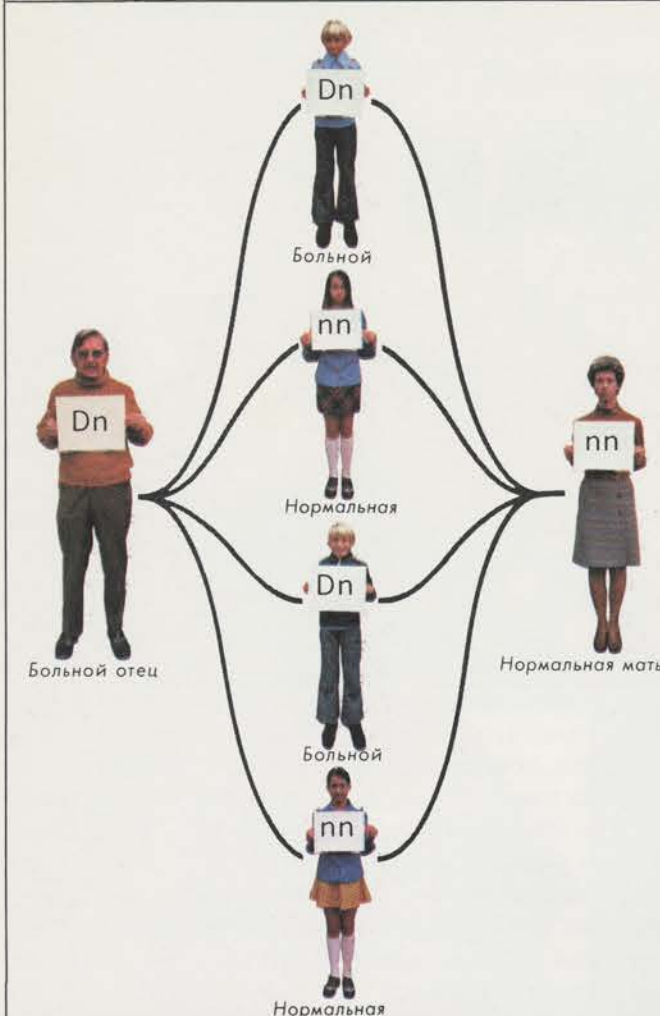 Dn
Больной
nn
Нормальная
Dn
Больной отец
nn
Нормальная мать
Dn
Больной
nn
Нормальная